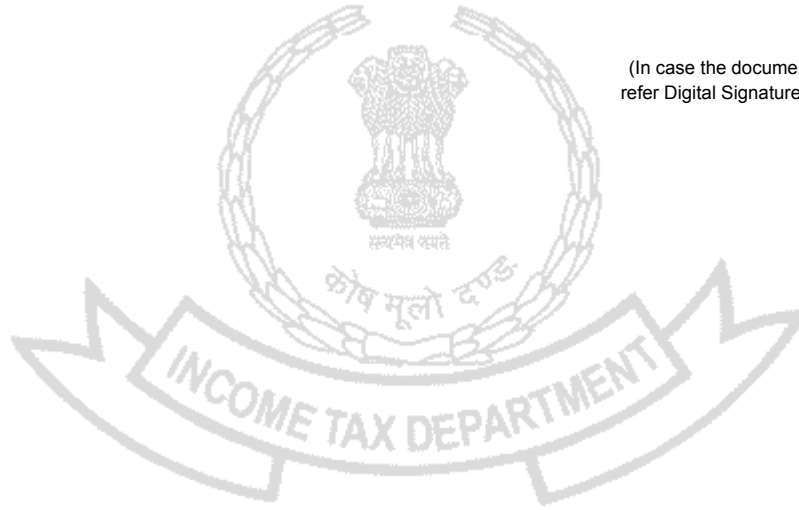 (In case the docume
refer Digital Signature
सत्यमेव जयते
कोष मूलो दण्डः
INCOME TAX DEPARTMENT